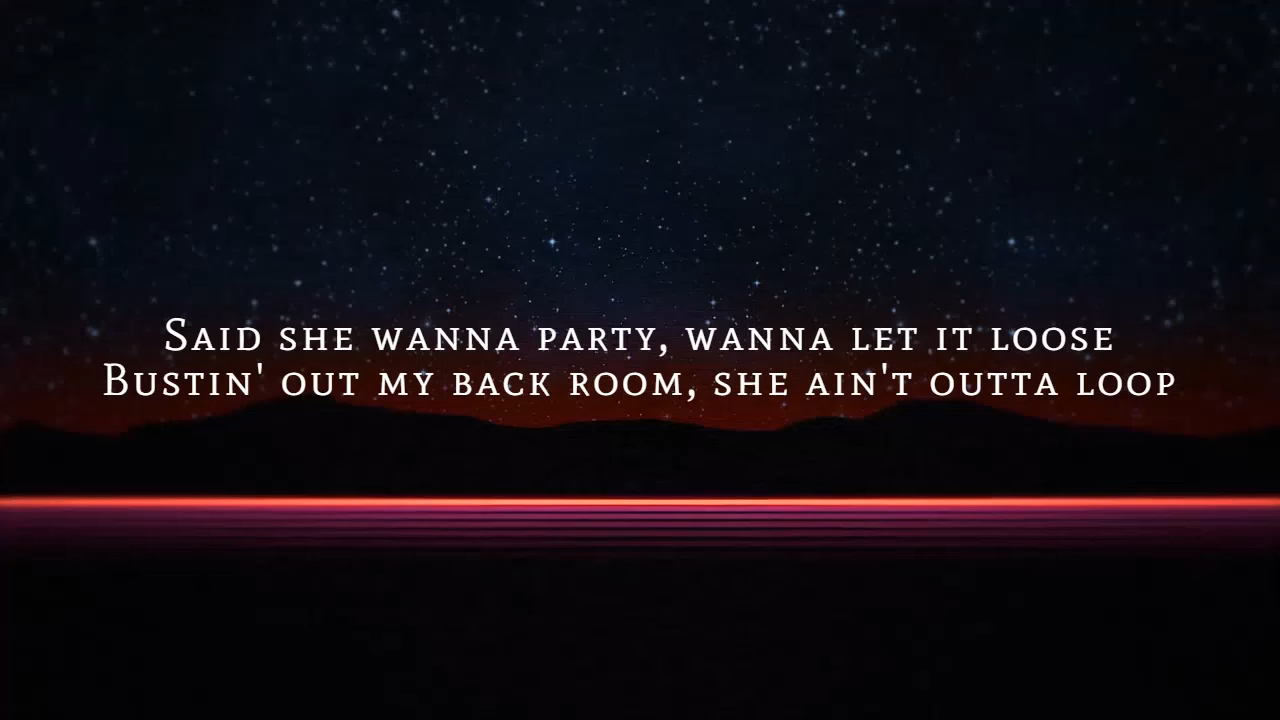 Said she wanna party, wanna let it loose
Bustin' out my back room, she ain't outta loop